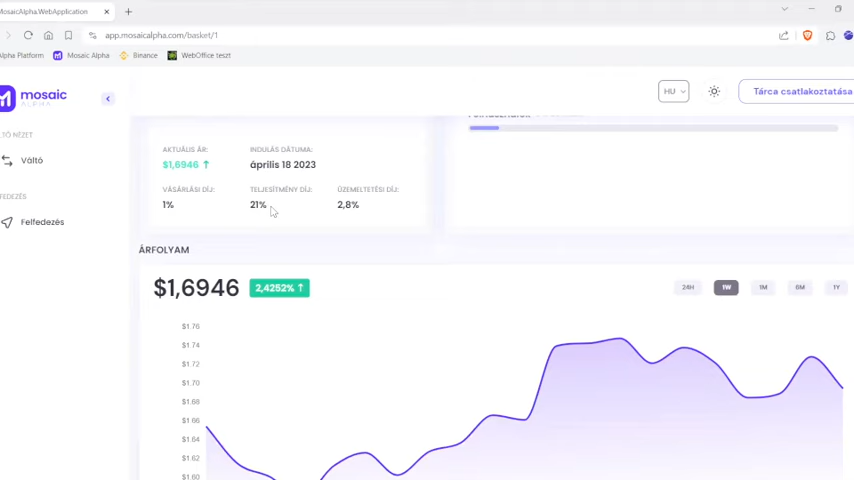 MosaicAlpha.WebApplication
app.mosaicalpha.com/basket/1
Alpha Platform
Mosaic Alpha
Binance
WebOffice teszt
mosaic
ALPHA
HU
Tárca csatlakoztatása
Váltó
Felfedezés
AKTUÁLIS ÁR:
$1,6946 ↑
INDULÁS DÁTUMA:
április 18 2023
VÁSÁRLÁSI DÍJ:
1%
TELJESÍTMÉNY DÍJ:
21%
ÜZEMELTETÉSI DÍJ:
2,8%
ÁRFOLYAM
$1,6946
2,4252% ↑
24H
1W
1M
6M
1Y
$1.76
$1.74
$1.72
$1.70
$1.68
$1.66
$1.64
$1.62
$1.60